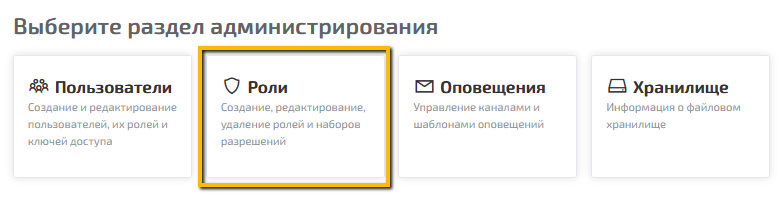 Выберите раздел администрирования
Пользователи
Создание и редактирование
пользователей, их ролей и
ключей доступа
Роли
Создание, редактирование,
удаление ролей и наборов
разрешений
Оповещения
Управление каналами и
шаблонами оповещений
Хранилище
Информация о файловом
хранилище